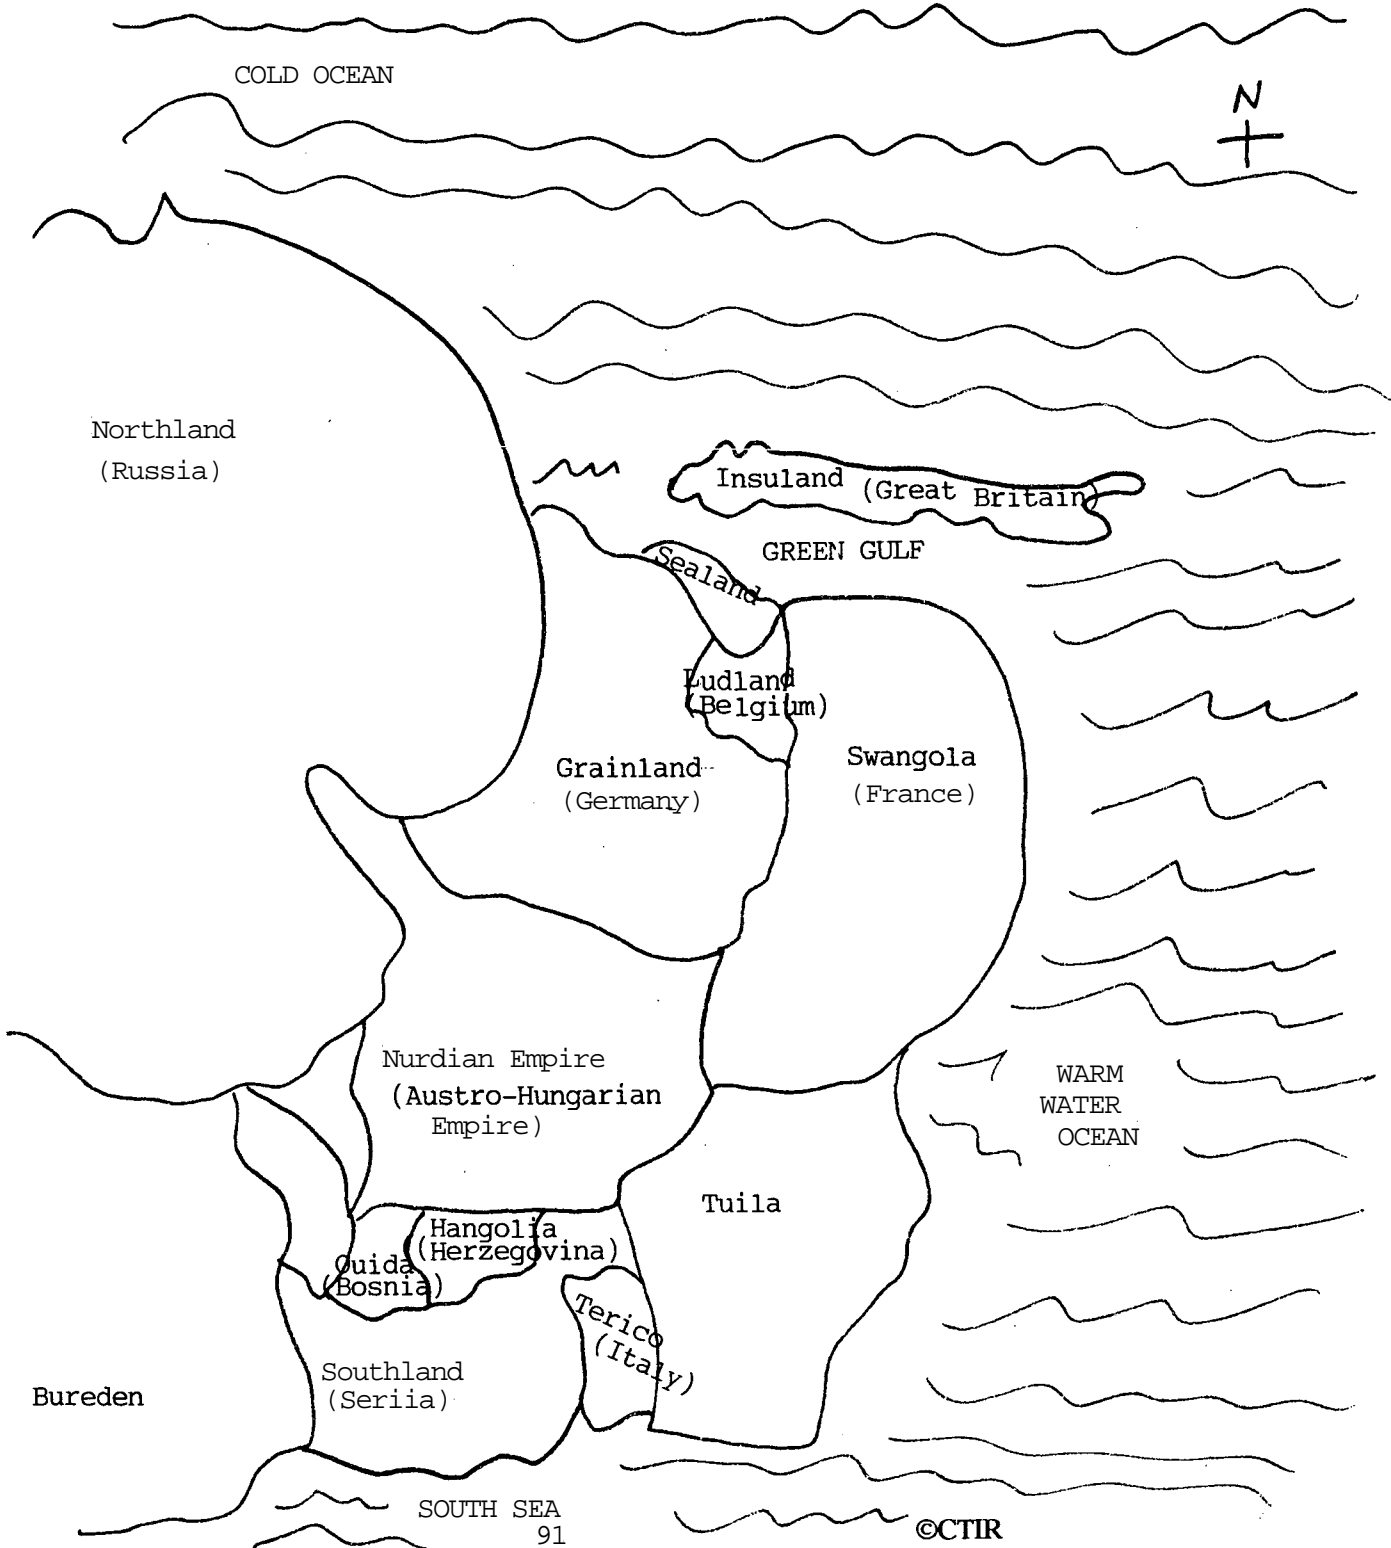 COLD OCEAN
N
Northland
(Russia)
Insuland (Great Britain)
GREEN GULF
Sealand
Ludland
(Belgium)
Grainland
(Germany)
Swangola
(France)
Nurdian Empire
(Austro-Hungarian
Empire)
WARM
WATER
OCEAN
Tuila
Hangolia
(Herzegovina)
Ouida
(Bosnia)
Terico
(Italy)
Southland
(Seriia)
Bureden
SOUTH SEA
91
©CTIR